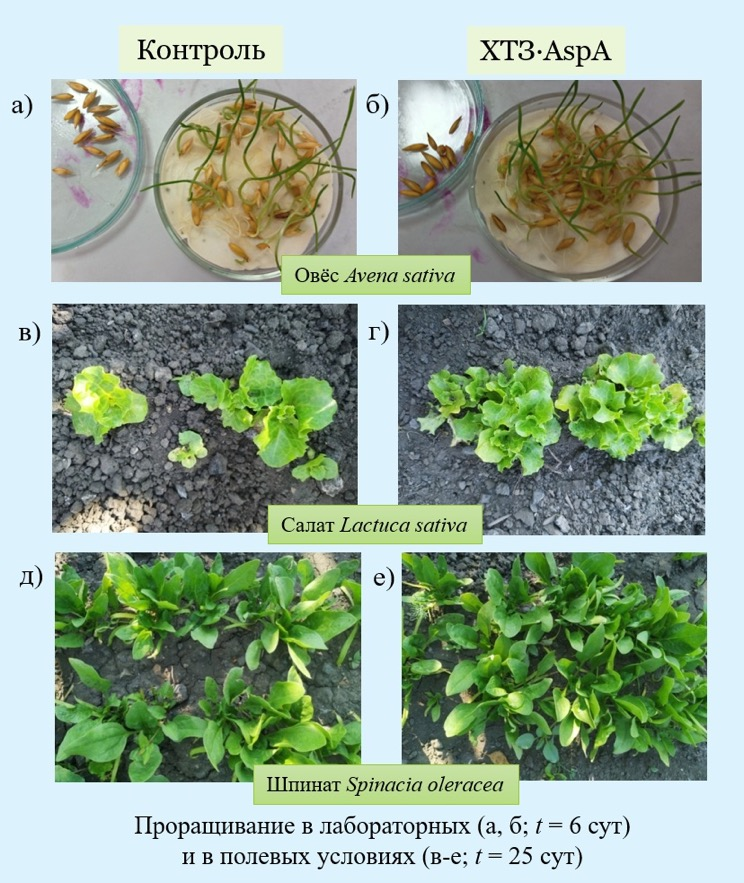 Контроль
ХТЗ·AspA
а)
б)
Овёс Avena sativa
в)
г)
Салат Lactuca sativa
д)
е)
Шпинат Spinacia oleracea
Проращивание в лабораторных (а, б; t = 6 сут)
и в полевых условиях (в-е; t = 25 сут)